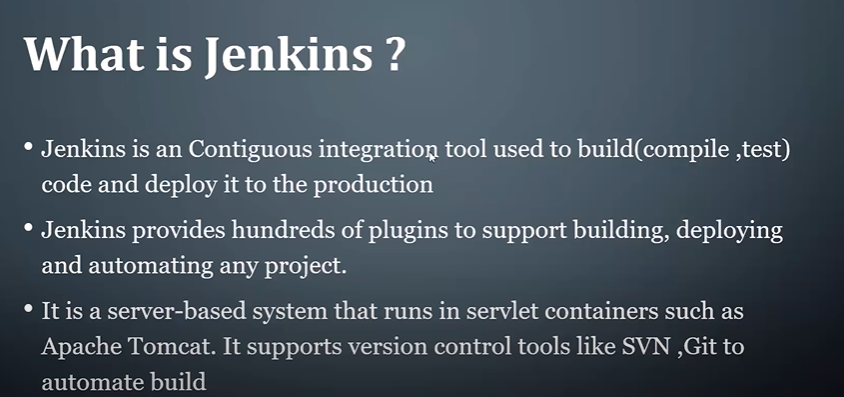 What is Jenkins ?
• Jenkins is an Contiguous integration tool used to build(compile ,test)
code and deploy it to the production
• Jenkins provides hundreds of plugins to support building, deploying
and automating any project.
• It is a server-based system that runs in servlet containers such as
Apache Tomcat. It supports version control tools like SVN ,Git to
automate build